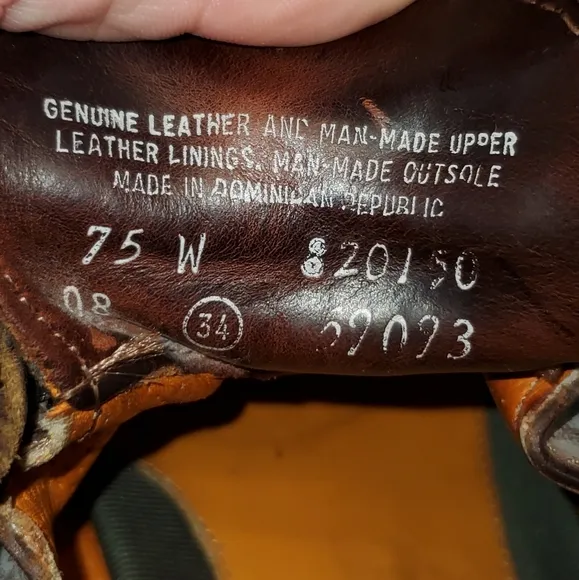 GENUINE LEATHER AND MAN-MADE UPPER
LEATHER LININGS. MAN-MADE OUTSOLE
MADE IN DOMINICAN REPUBLIC
75 W 820150
08 34 09093